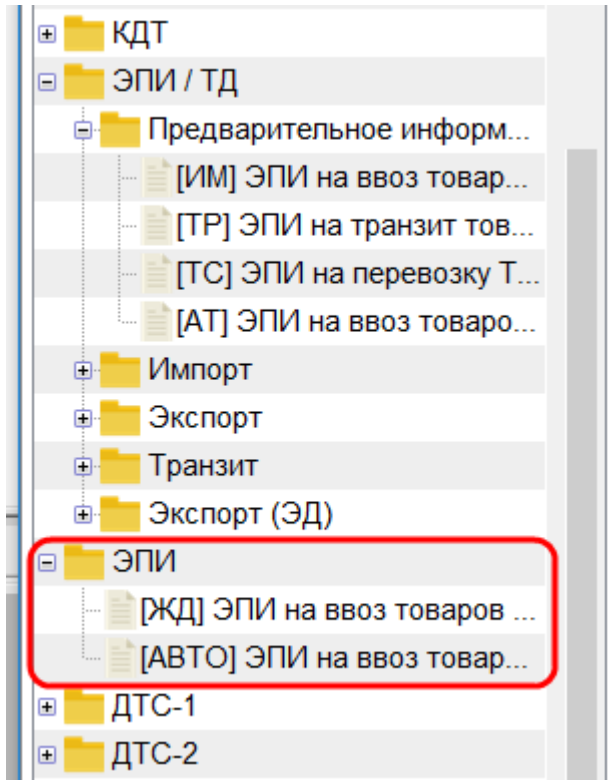 КДТ
ЭПИ / ТД
Предварительное информ...
[ИМ] ЭПИ на ввоз товар...
[ТР] ЭПИ на транзит тов...
[ТС] ЭПИ на перевозку Т...
[АТ] ЭПИ на ввоз товаро...
Импорт
Экспорт
Транзит
Экспорт (ЭД)
ЭПИ
[ЖД] ЭПИ на ввоз товаров ...
[АВТО] ЭПИ на ввоз товар...
ДТС-1
ДТС-2